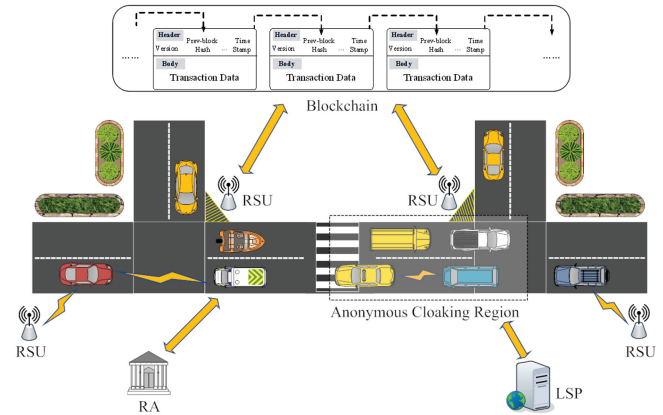 Header Prev-block Time
Version Hash ... Stamp
Body
Transaction Data
Header Prev-block Time
Version Hash ... Stamp
Body
Transaction Data
Header Prev-block Time
Version Hash ... Stamp
Body
Transaction Data
... ...
... ...
Blockchain
RSU
RSU
Anonymous Cloaking Region
RSU
RSU
RA
LSP